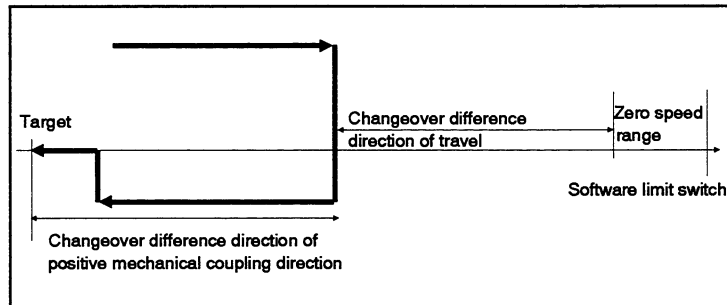 Target
Changeover difference
direction of travel
Zero speed
range
Software limit switch
Changeover difference direction of
positive mechanical coupling direction